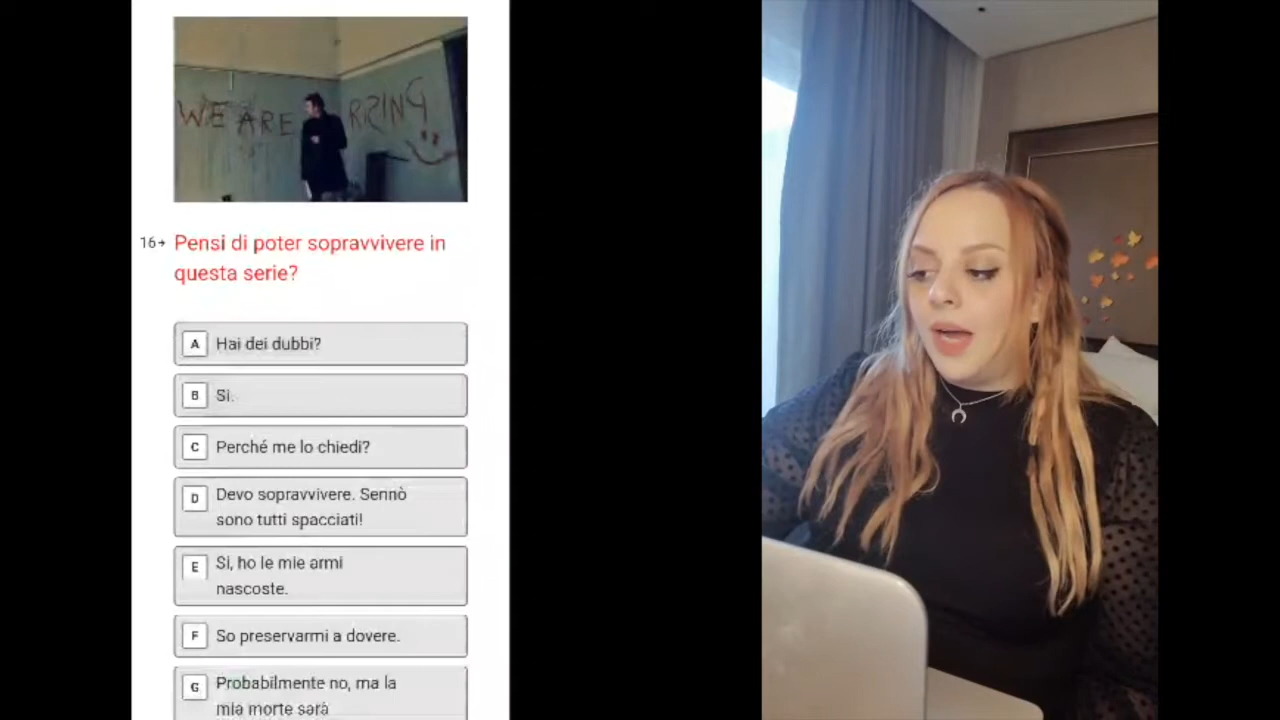 WE ARE RISING
16→ Pensi di poter sopravvivere in
questa serie?
A Hai dei dubbi?
B Si.
C Perché me lo chiedi?
D Devo sopravvivere. Sennò
sono tutti spacciati!
E Si, ho le mie armi
nascoste.
F So preservarmi a dovere.
G Probabilmente no, ma la
mia morte sarà